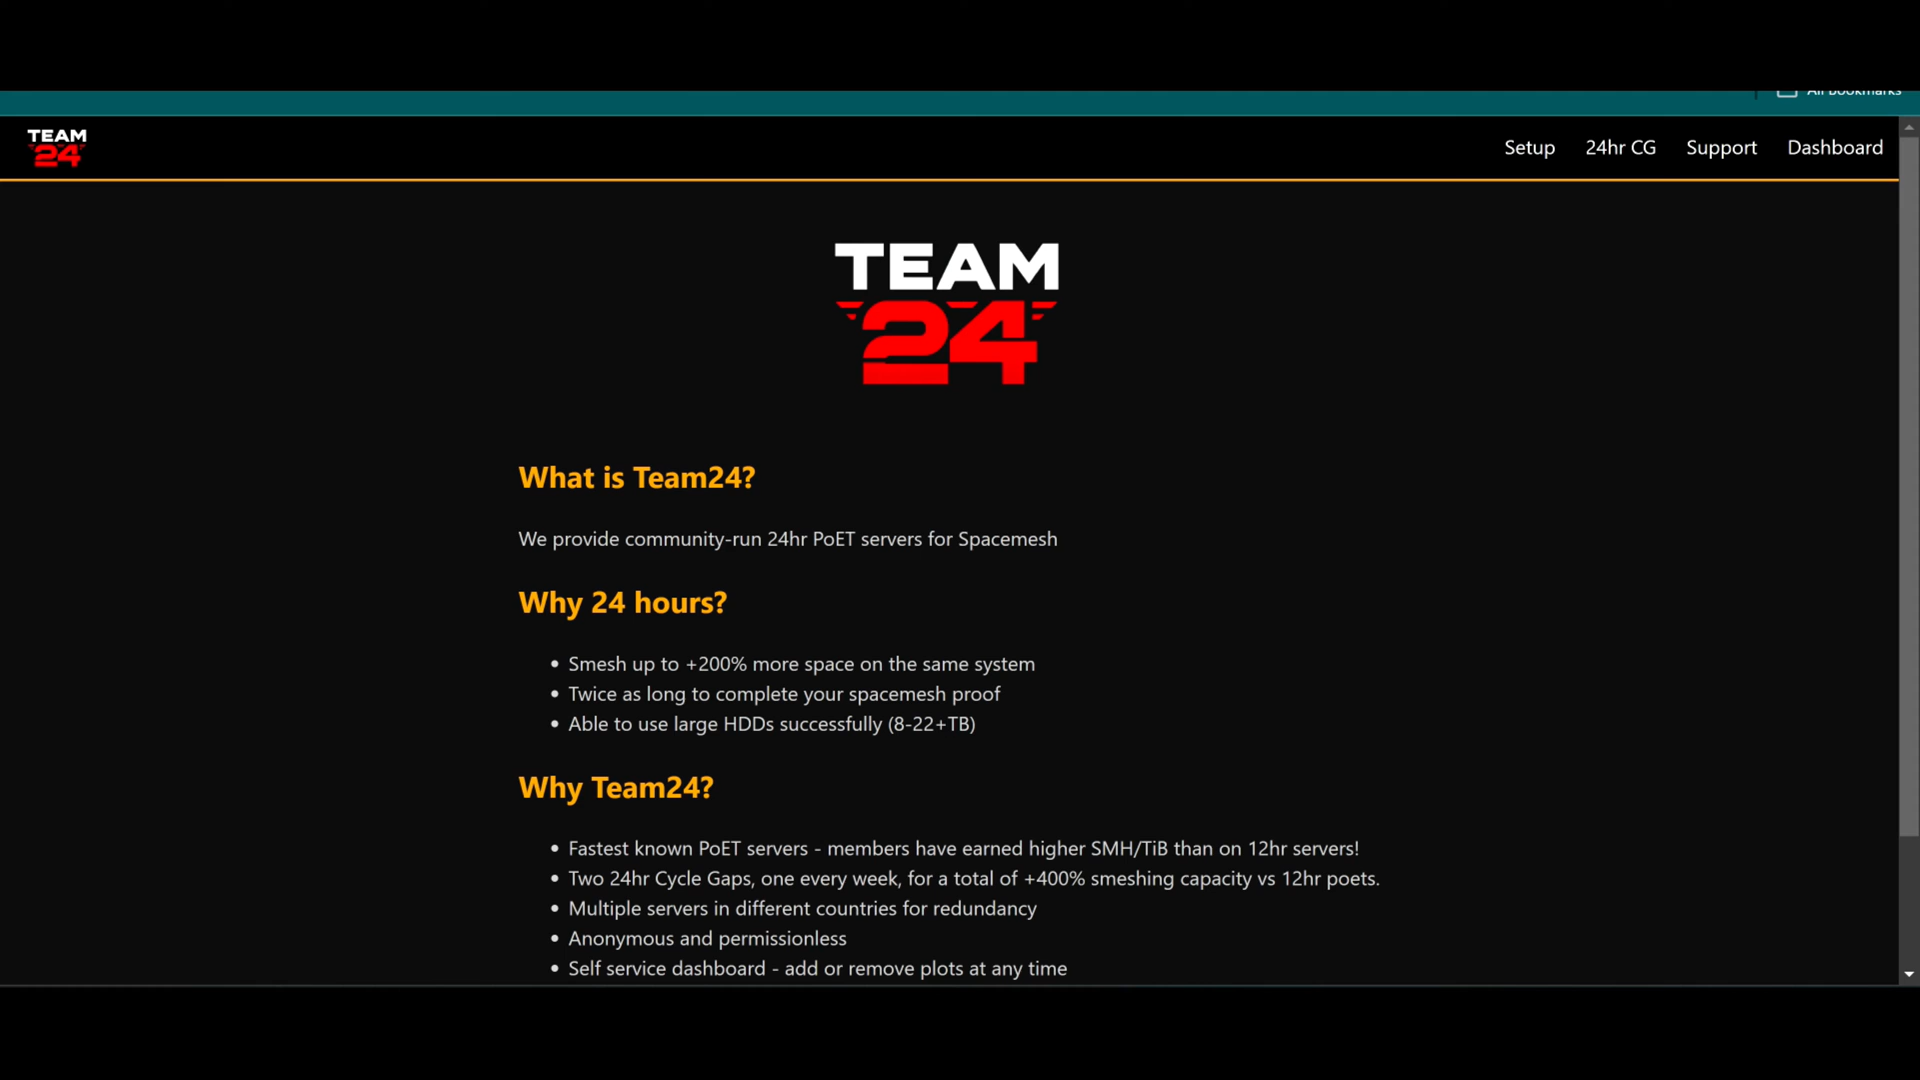 All Bookmarks
TEAM
24
Setup
24hr CG
Support
Dashboard
TEAM
24
What is Team24?
We provide community-run 24hr PoET servers for Spacemesh
Why 24 hours?
• Smesh up to +200% more space on the same system
• Twice as long to complete your spacemesh proof
• Able to use large HDDs successfully (8-22+TB)
Why Team24?
• Fastest known PoET servers - members have earned higher SMH/TiB than on 12hr servers!
• Two 24hr Cycle Gaps, one every week, for a total of +400% smeshing capacity vs 12hr poets.
• Multiple servers in different countries for redundancy
• Anonymous and permissionless
• Self service dashboard - add or remove plots at any time